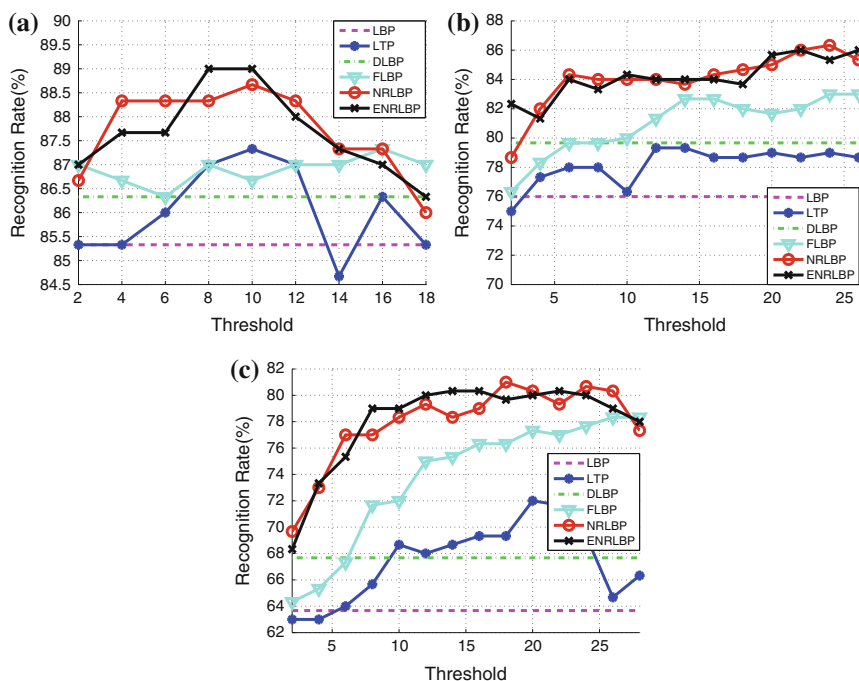 (a)
90
89.5
89
88.5
88
87.5
87
86.5
86
85.5
85
84.5
2 4 6 8 10 12 14 16 18
Recognition Rate(%)
Threshold
LBP
LTP
DLBP
FLBP
NRLBP
ENRLBP
(b)
88
86
84
82
80
79
76
74
72
70
5 10 15 20 25
Recognition Rate(%)
Threshold
LBP
LTP
DLBP
FLBP
NRLBP
ENRLBP
(c)
82
80
78
76
74
72
70
68
66
64
62
5 10 15 20 25
Recognition Rate(%)
Threshold
LBP
LTP
DLBP
FLBP
NRLBP
ENRLBP